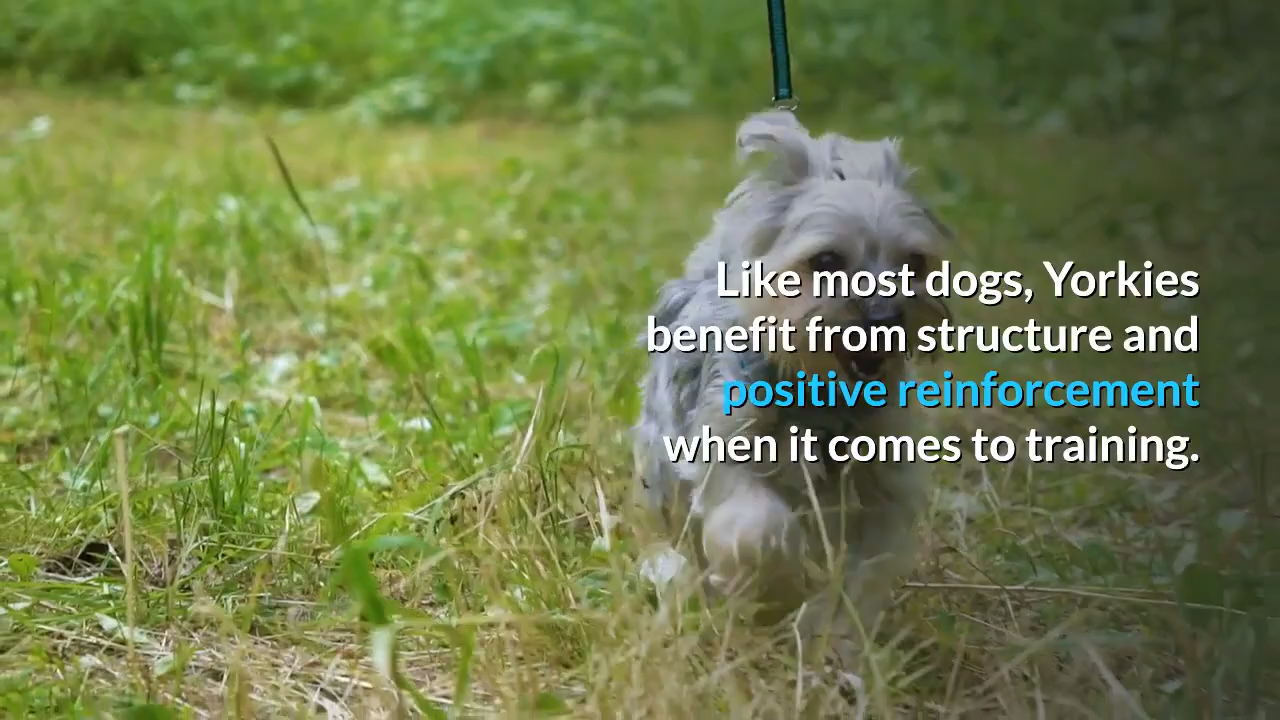 Like most dogs, Yorkies
benefit from structure and
positive reinforcement
when it comes to training.